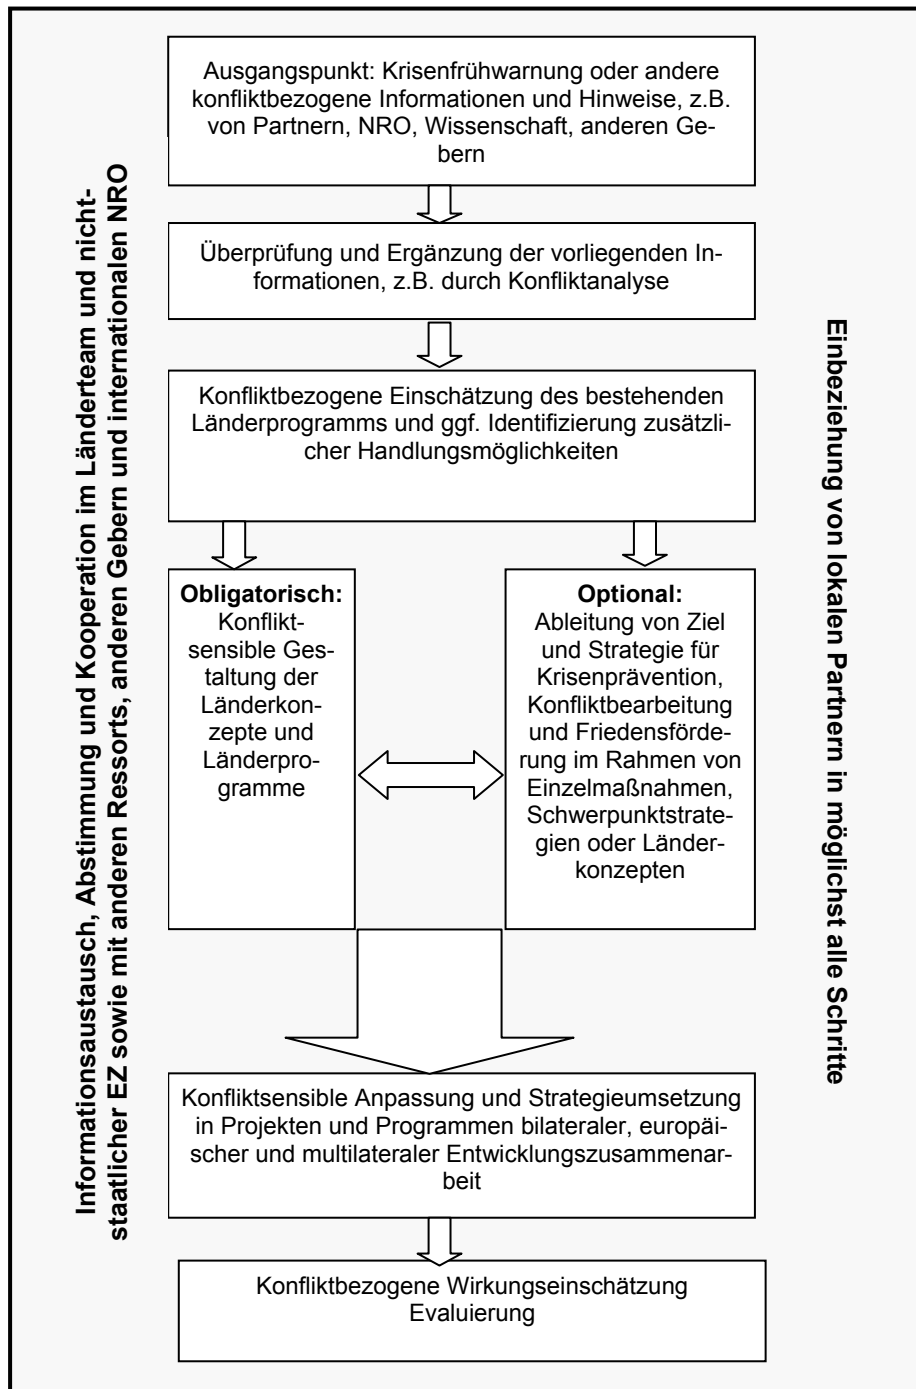 Informationsaustausch, Abstimmung und Kooperation im Länderteam und nicht-
staatlicher EZ sowie mit anderen Ressorts, anderen Gebern und internationalen NRO
Ausgangspunkt: Krisenfrühwarnung oder andere
konfliktbezogene Informationen und Hinweise, z.B.
von Partnern, NRO, Wissenschaft, anderen Ge-
bern
Überprüfung und Ergänzung der vorliegenden In-
formationen, z.B. durch Konfliktanalyse
Konfliktbezogene Einschätzung des bestehenden
Länderprogramms und ggf. Identifizierung zusätzli-
cher Handlungsmöglichkeiten
Obligatorisch:
Konflikt-
sensible Ges-
taltung der
Länderkon-
zepte und
Länderpro-
gramme
Optional:
Ableitung von Ziel
und Strategie für
Krisenprävention,
Konfliktbearbeitung
und Friedensförde-
rung im Rahmen von
Einzelmaßnahmen,
Schwerpunktstrate-
gien oder Länder-
konzepten
Konfliktsensible Anpassung und Strategieumsetzung
in Projekten und Programmen bilateraler, europäi-
scher und multilateraler Entwicklungszusammenar-
beit
Konfliktbezogene Wirkungseinschätzung
Evaluierung
Einbeziehung von lokalen Partnern in möglichst alle Schritte